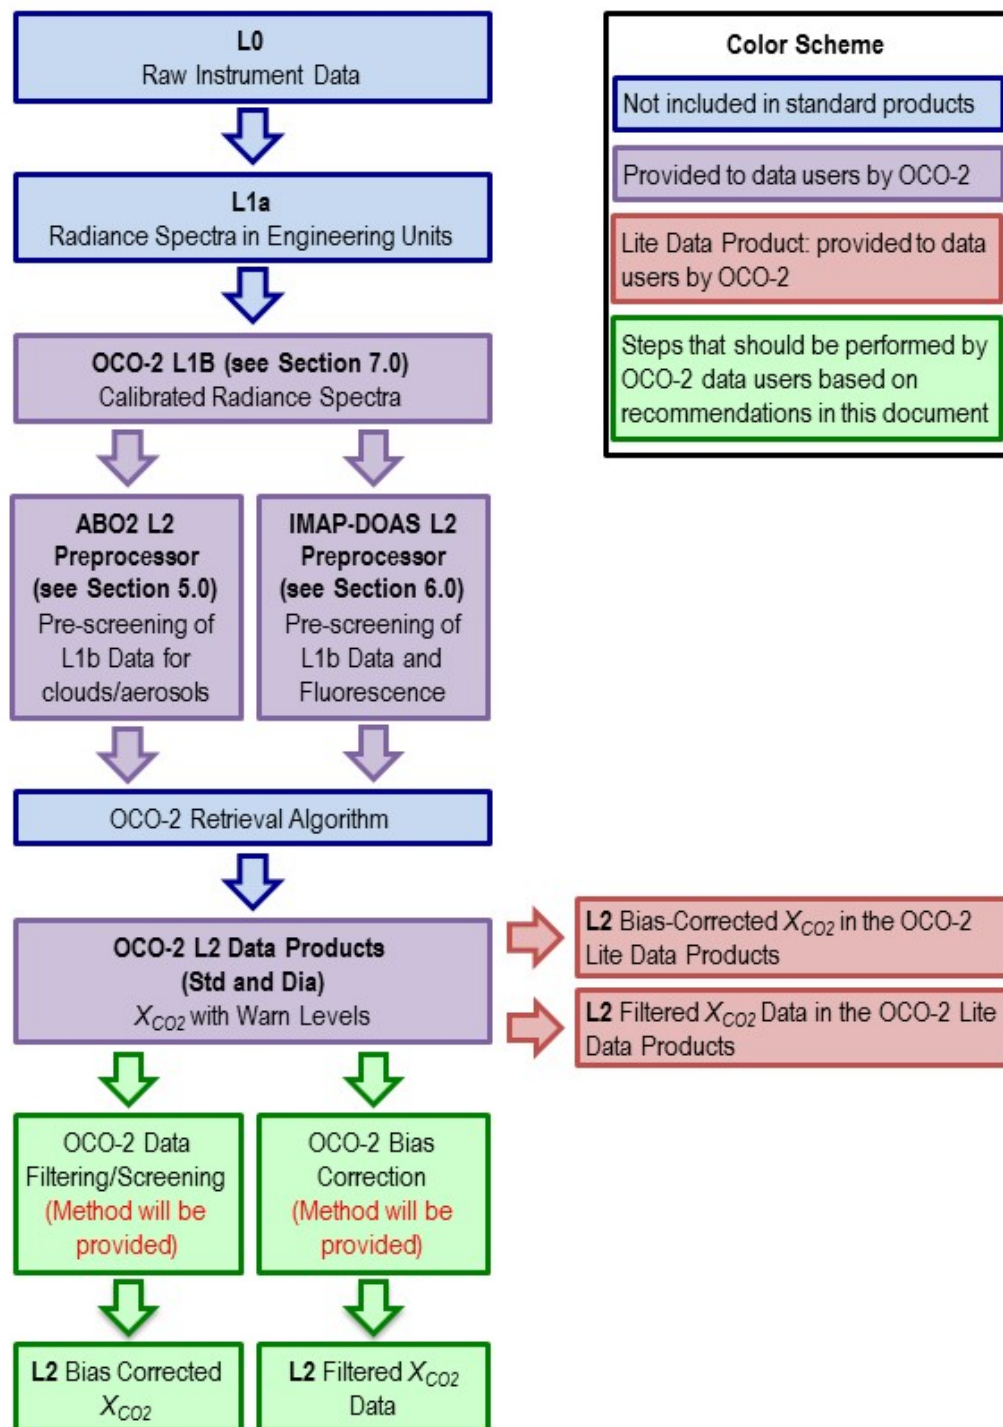 L0
Raw Instrument Data
L1a
Radiance Spectra in Engineering Units
OCO-2 L1B (see Section 7.0)
Calibrated Radiance Spectra
ABO2 L2
Preprocessor
(see Section 5.0)
Pre-screening of
L1b Data for
clouds/aerosols
IMAP-DOAS L2
Preprocessor
(see Section 6.0)
Pre-screening of
L1b Data and
Fluorescence
OCO-2 Retrieval Algorithm
OCO-2 L2 Data Products
(Std and Dia)
XCO2 with Warn Levels
L2 Bias-Corrected XCO2 in the OCO-2
Lite Data Products
L2 Filtered XCO2 Data in the OCO-2 Lite
Data Products
OCO-2 Data
Filtering/Screening
(Method will be
provided)
OCO-2 Bias
Correction
(Method will be
provided)
L2 Bias Corrected
XCO2
L2 Filtered XCO2
Data
Color Scheme
Not included in standard products
Provided to data users by OCO-2
Lite Data Product: provided to data
users by OCO-2
Steps that should be performed by
OCO-2 data users based on
recommendations in this document